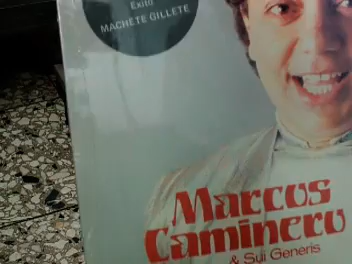 Exito
MACHETE GILLETE
Marcos
Caminero
& Sui Generis